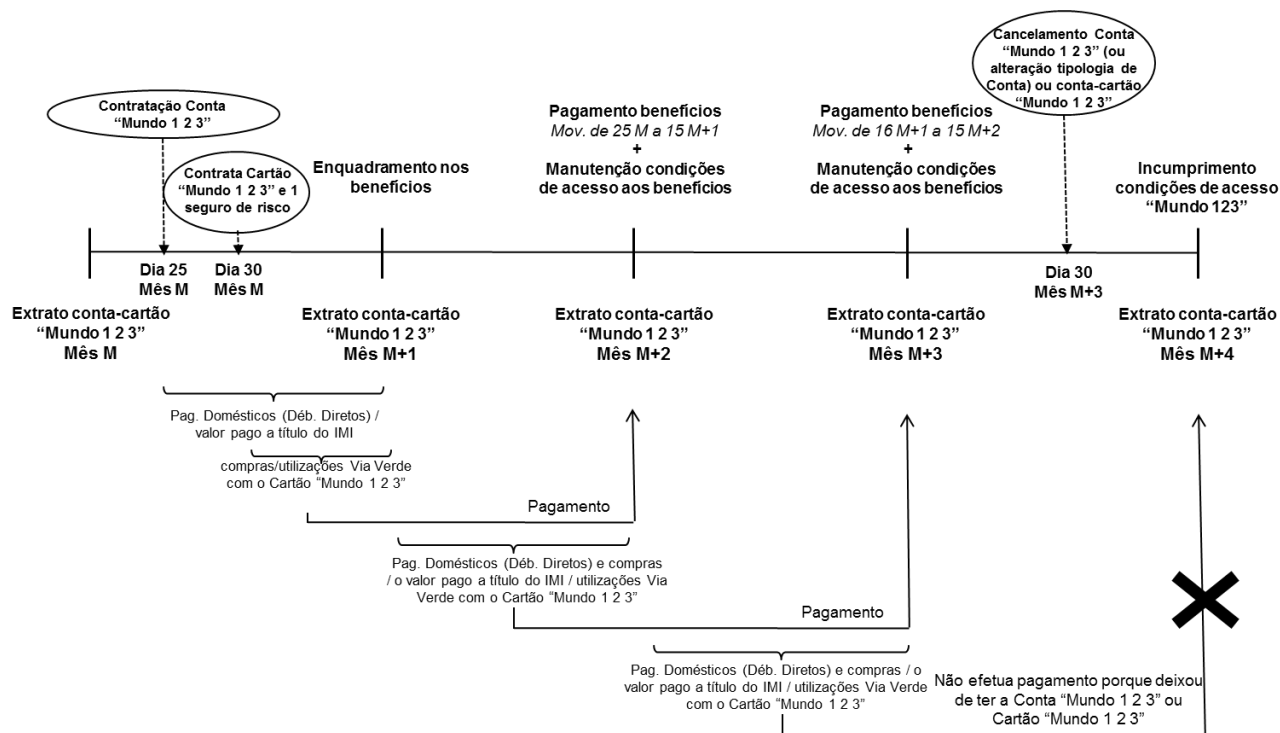 Contratação Conta
“Mundo 1 2 3”
Contrata Cartão
“Mundo 1 2 3” e 1
seguro de risco
Enquadramento nos
benefícios
Pagamento benefícios
Mov. de 25 M a 15 M+1
+
Manutenção condições
de acesso aos benefícios
Pagamento benefícios
Mov. de 16 M+1 a 15 M+2
+
Manutenção condições
de acesso aos benefícios
Cancelamento Conta
“Mundo 1 2 3” (ou
alteração tipologia de
Conta) ou conta-cartão
“Mundo 1 2 3”
Incumprimento
condições de acesso
“Mundo 123”
Dia 25
Mês M
Dia 30
Mês M
Dia 30
Mês M+3
Extrato conta-cartão
“Mundo 1 2 3”
Mês M
Extrato conta-cartão
“Mundo 1 2 3”
Mês M+1
Extrato conta-cartão
“Mundo 1 2 3”
Mês M+2
Extrato conta-cartão
“Mundo 1 2 3”
Mês M+3
Extrato conta-cartão
“Mundo 1 2 3”
Mês M+4
Pag. Domésticos (Déb. Diretos) /
valor pago a título do IMI
compras/utilizações Via Verde
com o Cartão “Mundo 1 2 3”
Pagamento
Pag. Domésticos (Déb. Diretos) e compras
/ o valor pago a título do IMI / utilizações Via
Verde com o Cartão “Mundo 1 2 3”
Pagamento
Pag. Domésticos (Déb. Diretos) e compras / o
valor pago a título do IMI / utilizações Via Verde
com o Cartão “Mundo 1 2 3”
Não efetua pagamento porque deixou
de ter a Conta “Mundo 1 2 3” ou
Cartão “Mundo 1 2 3”